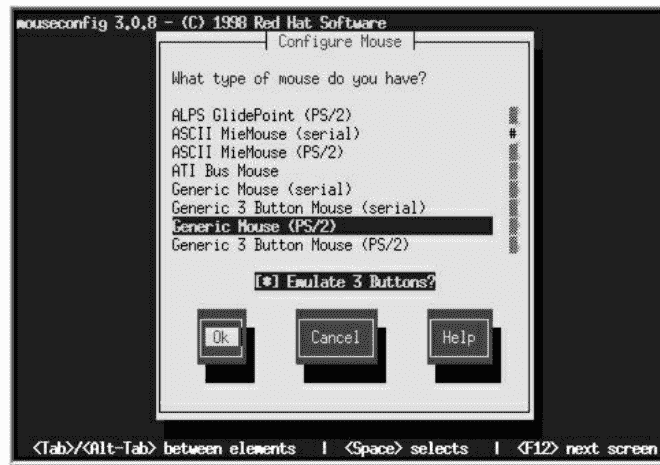 mouseconfig 3.0.8 - (C) 1998 Red Hat Software
Configure Mouse
What type of mouse do you have?
ALPS GlidePoint (PS/2)
ASCII MieMouse (serial)
#
ASCII MieMouse (PS/2)
ATI Bus Mouse
Generic Mouse (serial)
Generic 3 Button Mouse (serial)
Generic Mouse (PS/2)
Generic 3 Button Mouse (PS/2)
[*] Emulate 3 Buttons?
Ok Cancel Help
<Tab>/<Alt-Tab> between elements | <Space> selects | <F12> next screen